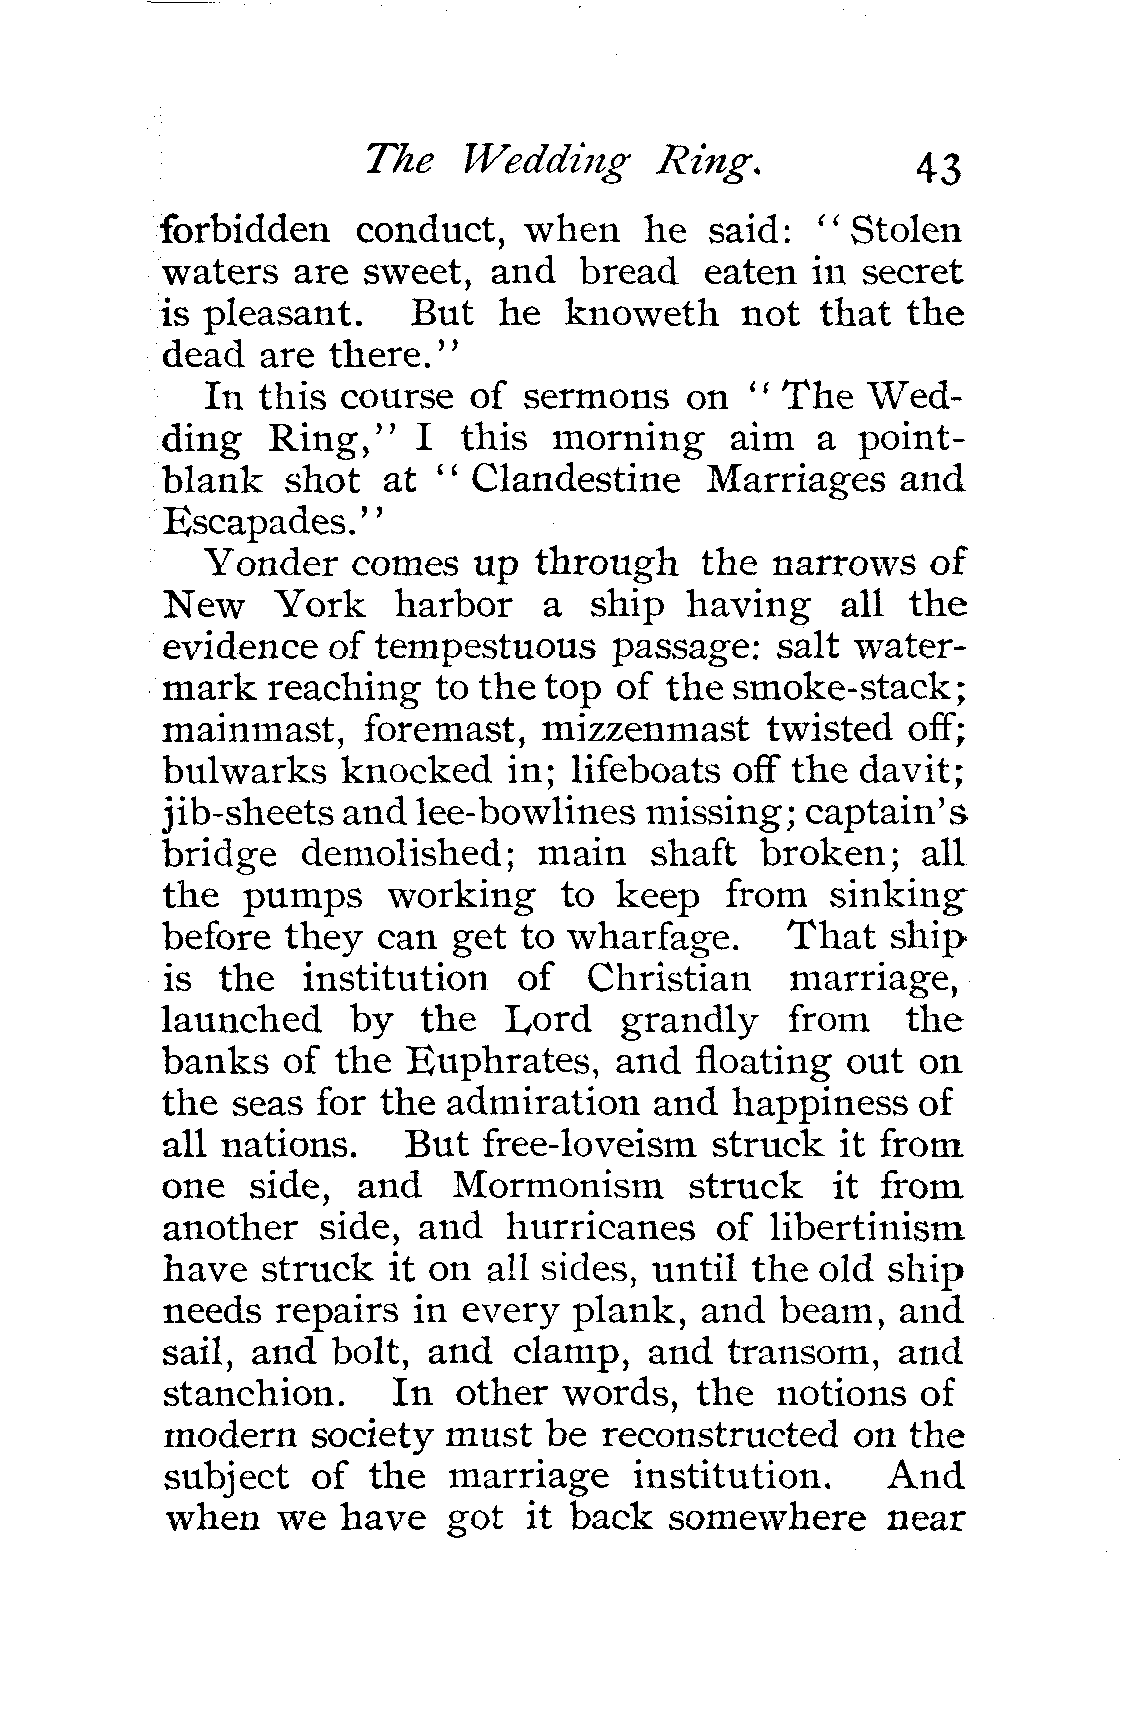 The Wedding Ring. 43
forbidden conduct, when he said: "Stolen
waters are sweet, and bread eaten in secret
is pleasant. But he knoweth not that the
dead are there."
In this course of sermons on "The Wed-
ding Ring," I this morning aim a point-
blank shot at "Clandestine Marriages and
Escapades."
Yonder comes up through the narrows of
New York harbor a ship having all the
evidence of tempestuous passage: salt water-
mark reaching to the top of the smoke-stack;
mainmast, foremast, mizzenmast twisted off;
bulwarks knocked in; lifeboats off the davit;
jib-sheets and lee-bowlines missing; captain's
bridge demolished; main shaft broken; all
the pumps working to keep from sinking
before they can get to wharfage. That ship
is the institution of Christian marriage,
launched by the Lord grandly from the
banks of the Euphrates, and floating out on
the seas for the admiration and happiness of
all nations. But free-loveism struck it from
one side, and Mormonism struck it from
another side, and hurricanes of libertinism
have struck it on all sides, until the old ship
needs repairs in every plank, and beam, and
sail, and bolt, and clamp, and transom, and
stanchion. In other words, the notions of
modern society must be reconstructed on the
subject of the marriage institution. And
when we have got it back somewhere near